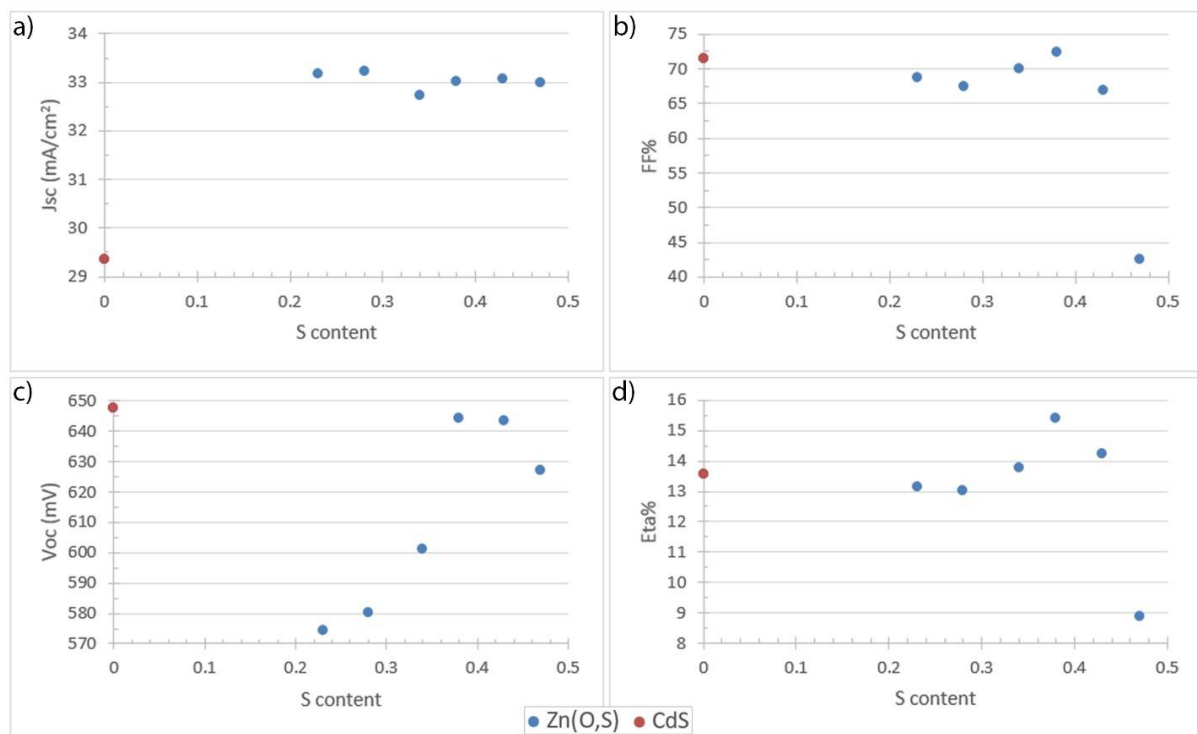 a)
Jsc (mA/cm²)
34
33
32
31
30
29
0 0.1 0.2 0.3 0.4 0.5
S content
b)
FF%
75
70
65
60
55
50
45
40
0 0.1 0.2 0.3 0.4 0.5
S content
c)
Voc (mV)
650
640
630
620
610
600
590
580
570
0 0.1 0.2 0.3 0.4 0.5
S content
d)
Eta%
16
15
14
13
12
11
10
9
8
0 0.1 0.2 0.3 0.4 0.5
S content
Zn(O,S) CdS